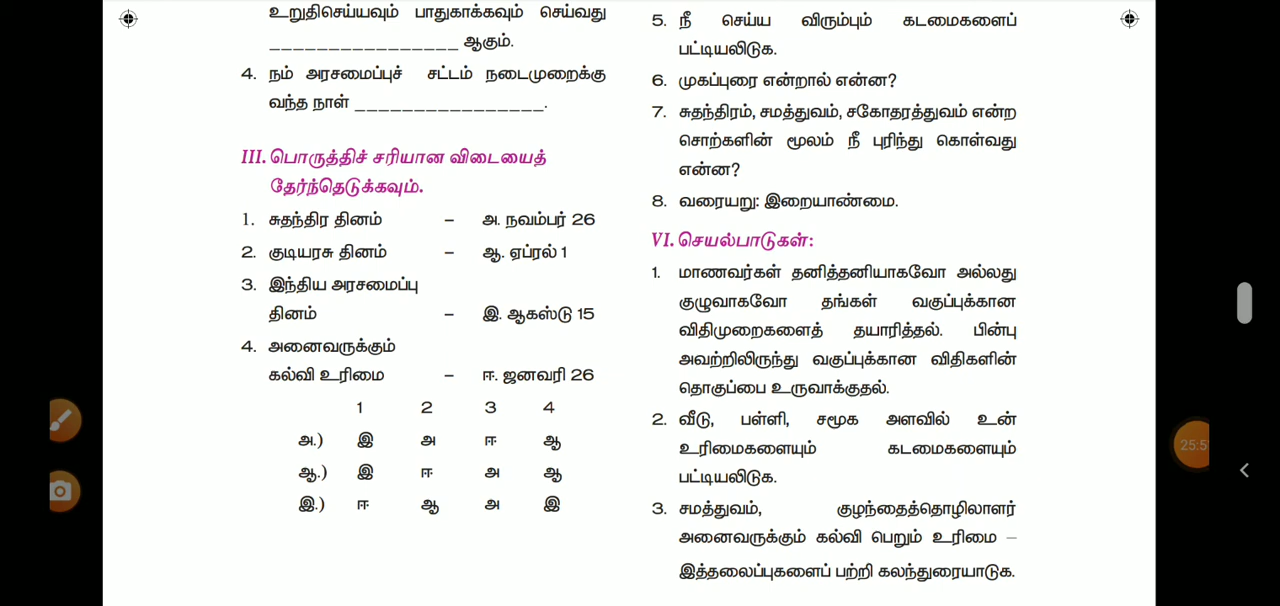 உறுதிசெய்யவும் பாதுகாக்கவும் செய்வது
________________ ஆகும்.
4. நம் அரசமைப்புச் சட்டம் நடைமுறைக்கு
வந்த நாள் ________________.
III. பொருத்திச் சரியான விடையைத்
தேர்ந்தெடுக்கவும்.
1. சுதந்திர தினம் – அ. நவம்பர் 26
2. குடியரசு தினம் – ஆ. ஏப்ரல் 1
3. இந்திய அரசமைப்பு
தினம் – இ. ஆகஸ்டு 15
4. அனைவருக்கும்
கல்வி உரிமை – ஈ. ஜனவரி 26
1 2 3 4
அ.) இ அ ஈ ஆ
ஆ.) இ ஈ அ ஆ
இ.) ஈ ஆ அ இ
5. நீ செய்ய விரும்பும் கடமைகளைப்
பட்டியலிடுக.
6. முகப்புரை என்றால் என்ன?
7. சுதந்திரம், சமத்துவம், சகோதரத்துவம் என்ற
சொற்களின் மூலம் நீ புரிந்து கொள்வது
என்ன?
8. வரையறு: இறையாண்மை.
VI. செயல்பாடுகள்:
1. மாணவர்கள் தனித்தனியாகவோ அல்லது
குழுவாகவோ தங்கள் வகுப்புக்கான
விதிமுறைகளைத் தயாரித்தல். பின்பு
அவற்றிலிருந்து வகுப்புக்கான விதிகளின்
தொகுப்பை உருவாக்குதல்.
2. வீடு, பள்ளி, சமூக அளவில் உன்
உரிமைகளையும் கடமைகளையும்
பட்டியலிடுக.
3. சமத்துவம், குழந்தைத்தொழிலாளர்
அனைவருக்கும் கல்வி பெறும் உரிமை –
இத்தலைப்புகளைப் பற்றி கலந்துரையாடுக.